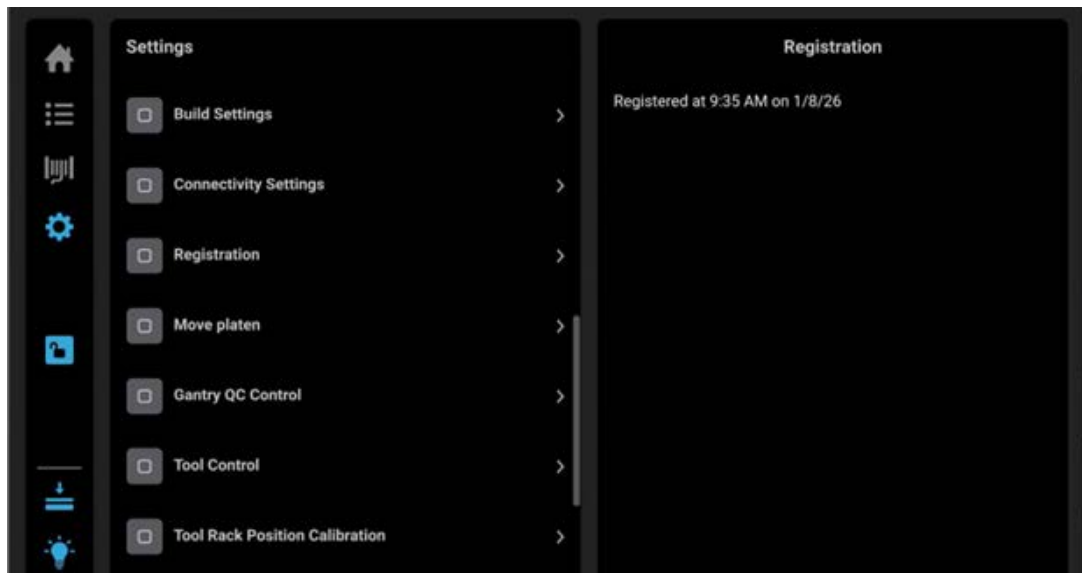 Settings
Build Settings
Connectivity Settings
Registration
Move platen
Gantry QC Control
Tool Control
Tool Rack Position Calibration
Registration
Registered at 9:35 AM on 1/8/26